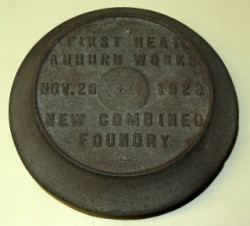 FIRST HEAT
AUBURN WORKS
NOV. 26 1923
NEW COMBINED
FOUNDRY